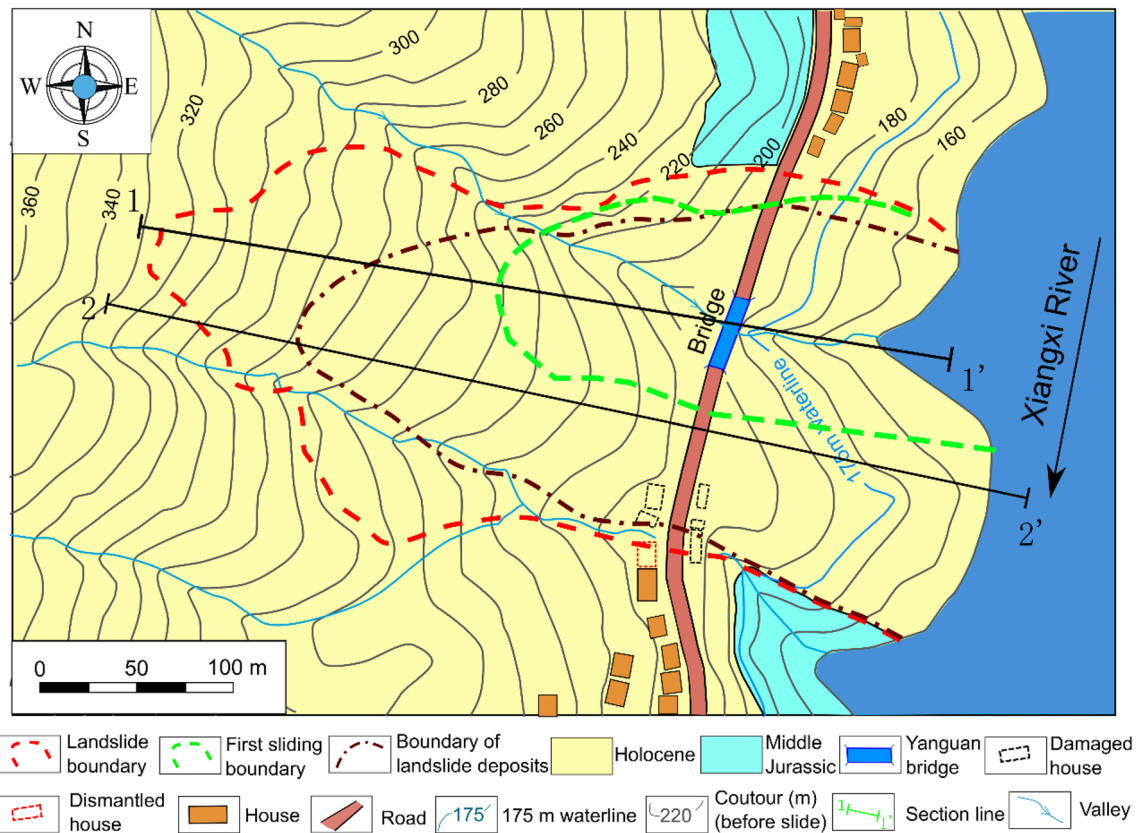 N
W
E
S
300
320
280
260
240
220
200
180
160
360
340
1
2
Bridge
175m waterline
1'
2'
Xiangxi River
0 50 100 m
Landslide
boundary
First sliding
boundary
Boundary of
landslide deposits
Holocene
Middle
Jurassic
Yanguan
bridge
Damaged
house
Dismantled
house
House
Road
175
175 m waterline
220
Coutour (m)
(before slide)
1
1'
Section line
Valley